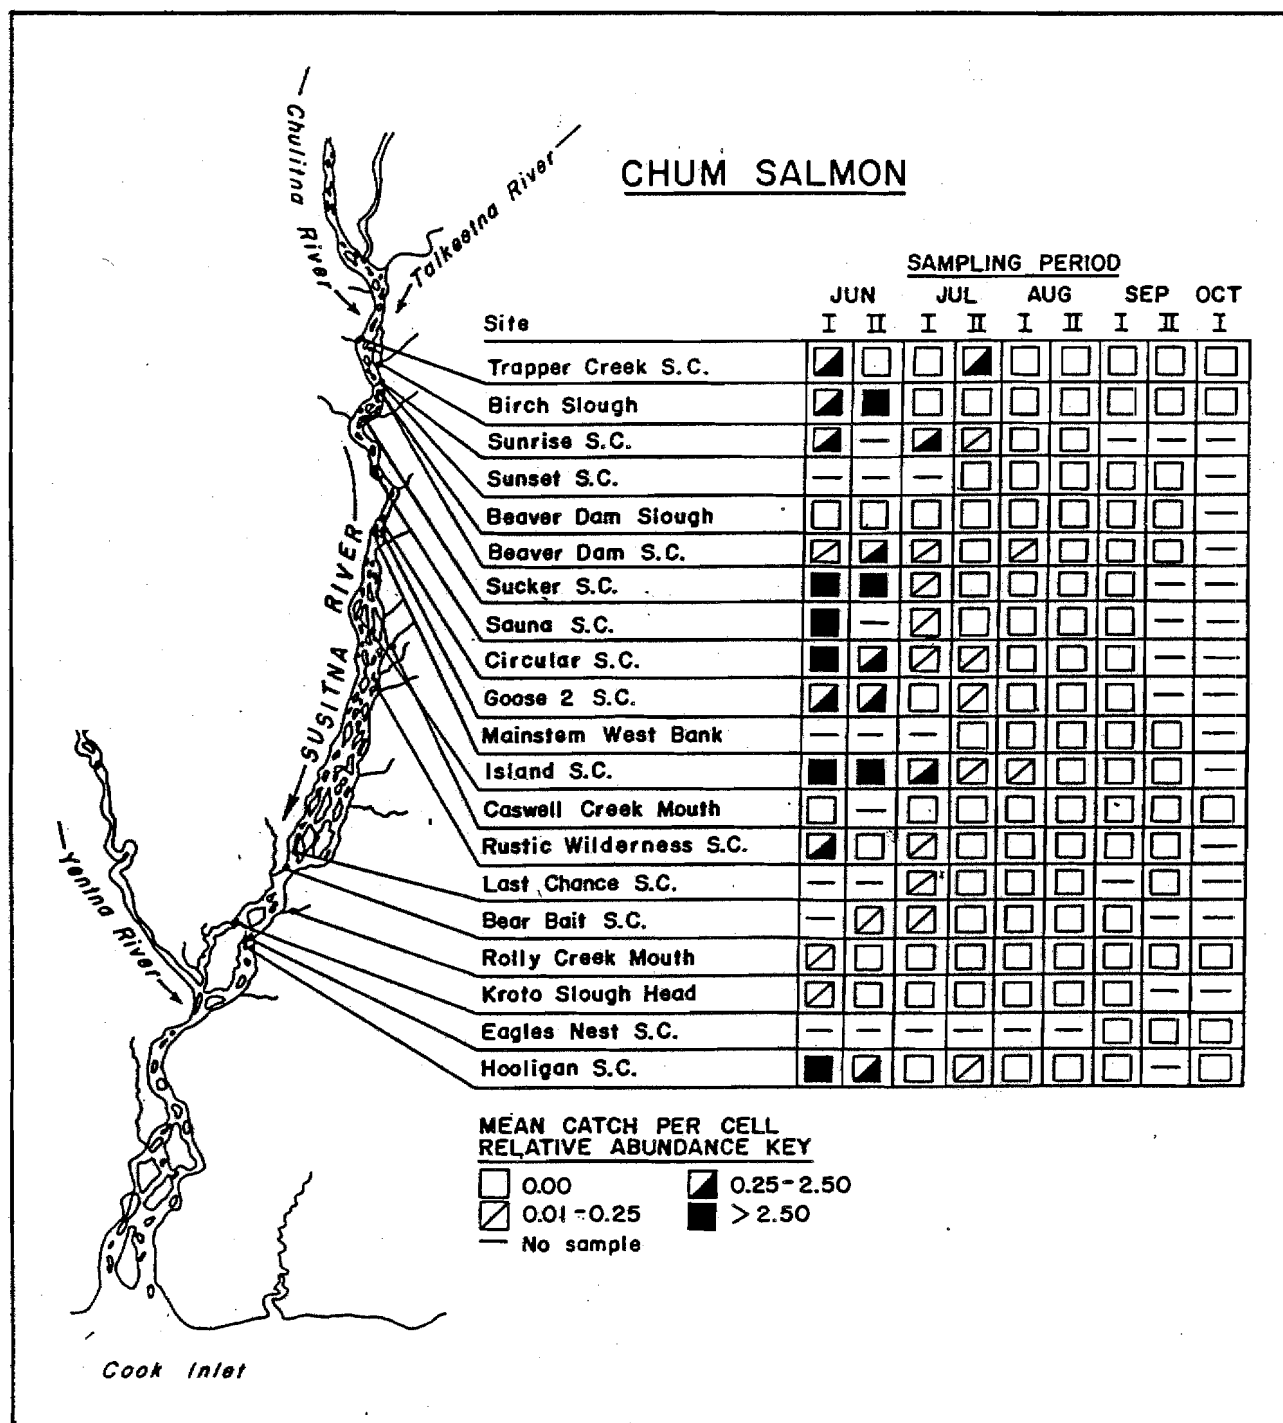 CHUM SALMON
Chulitna River
Talkeetna River
SUSITNA RIVER
Yentna River
Cook Inlet
SAMPLING PERIOD
JUN JUL AUG SEP OCT
Site I II I II I II I II I
Trapper Creek S.C.
Birch Slough
Sunrise S.C.
Sunset S.C.
Beaver Dam Slough
Beaver Dam S.C.
Sucker S.C.
Sauna S.C.
Circular S.C.
Goose 2 S.C.
Mainstem West Bank
Island S.C.
Caswell Creek Mouth
Rustic Wilderness S.C.
Last Chance S.C.
Bear Bait S.C.
Rolly Creek Mouth
Kroto Slough Head
Eagles Nest S.C.
Hooligan S.C.
MEAN CATCH PER CELL
RELATIVE ABUNDANCE KEY
0.00 0.25-2.50
0.01-0.25 >2.50
— No sample